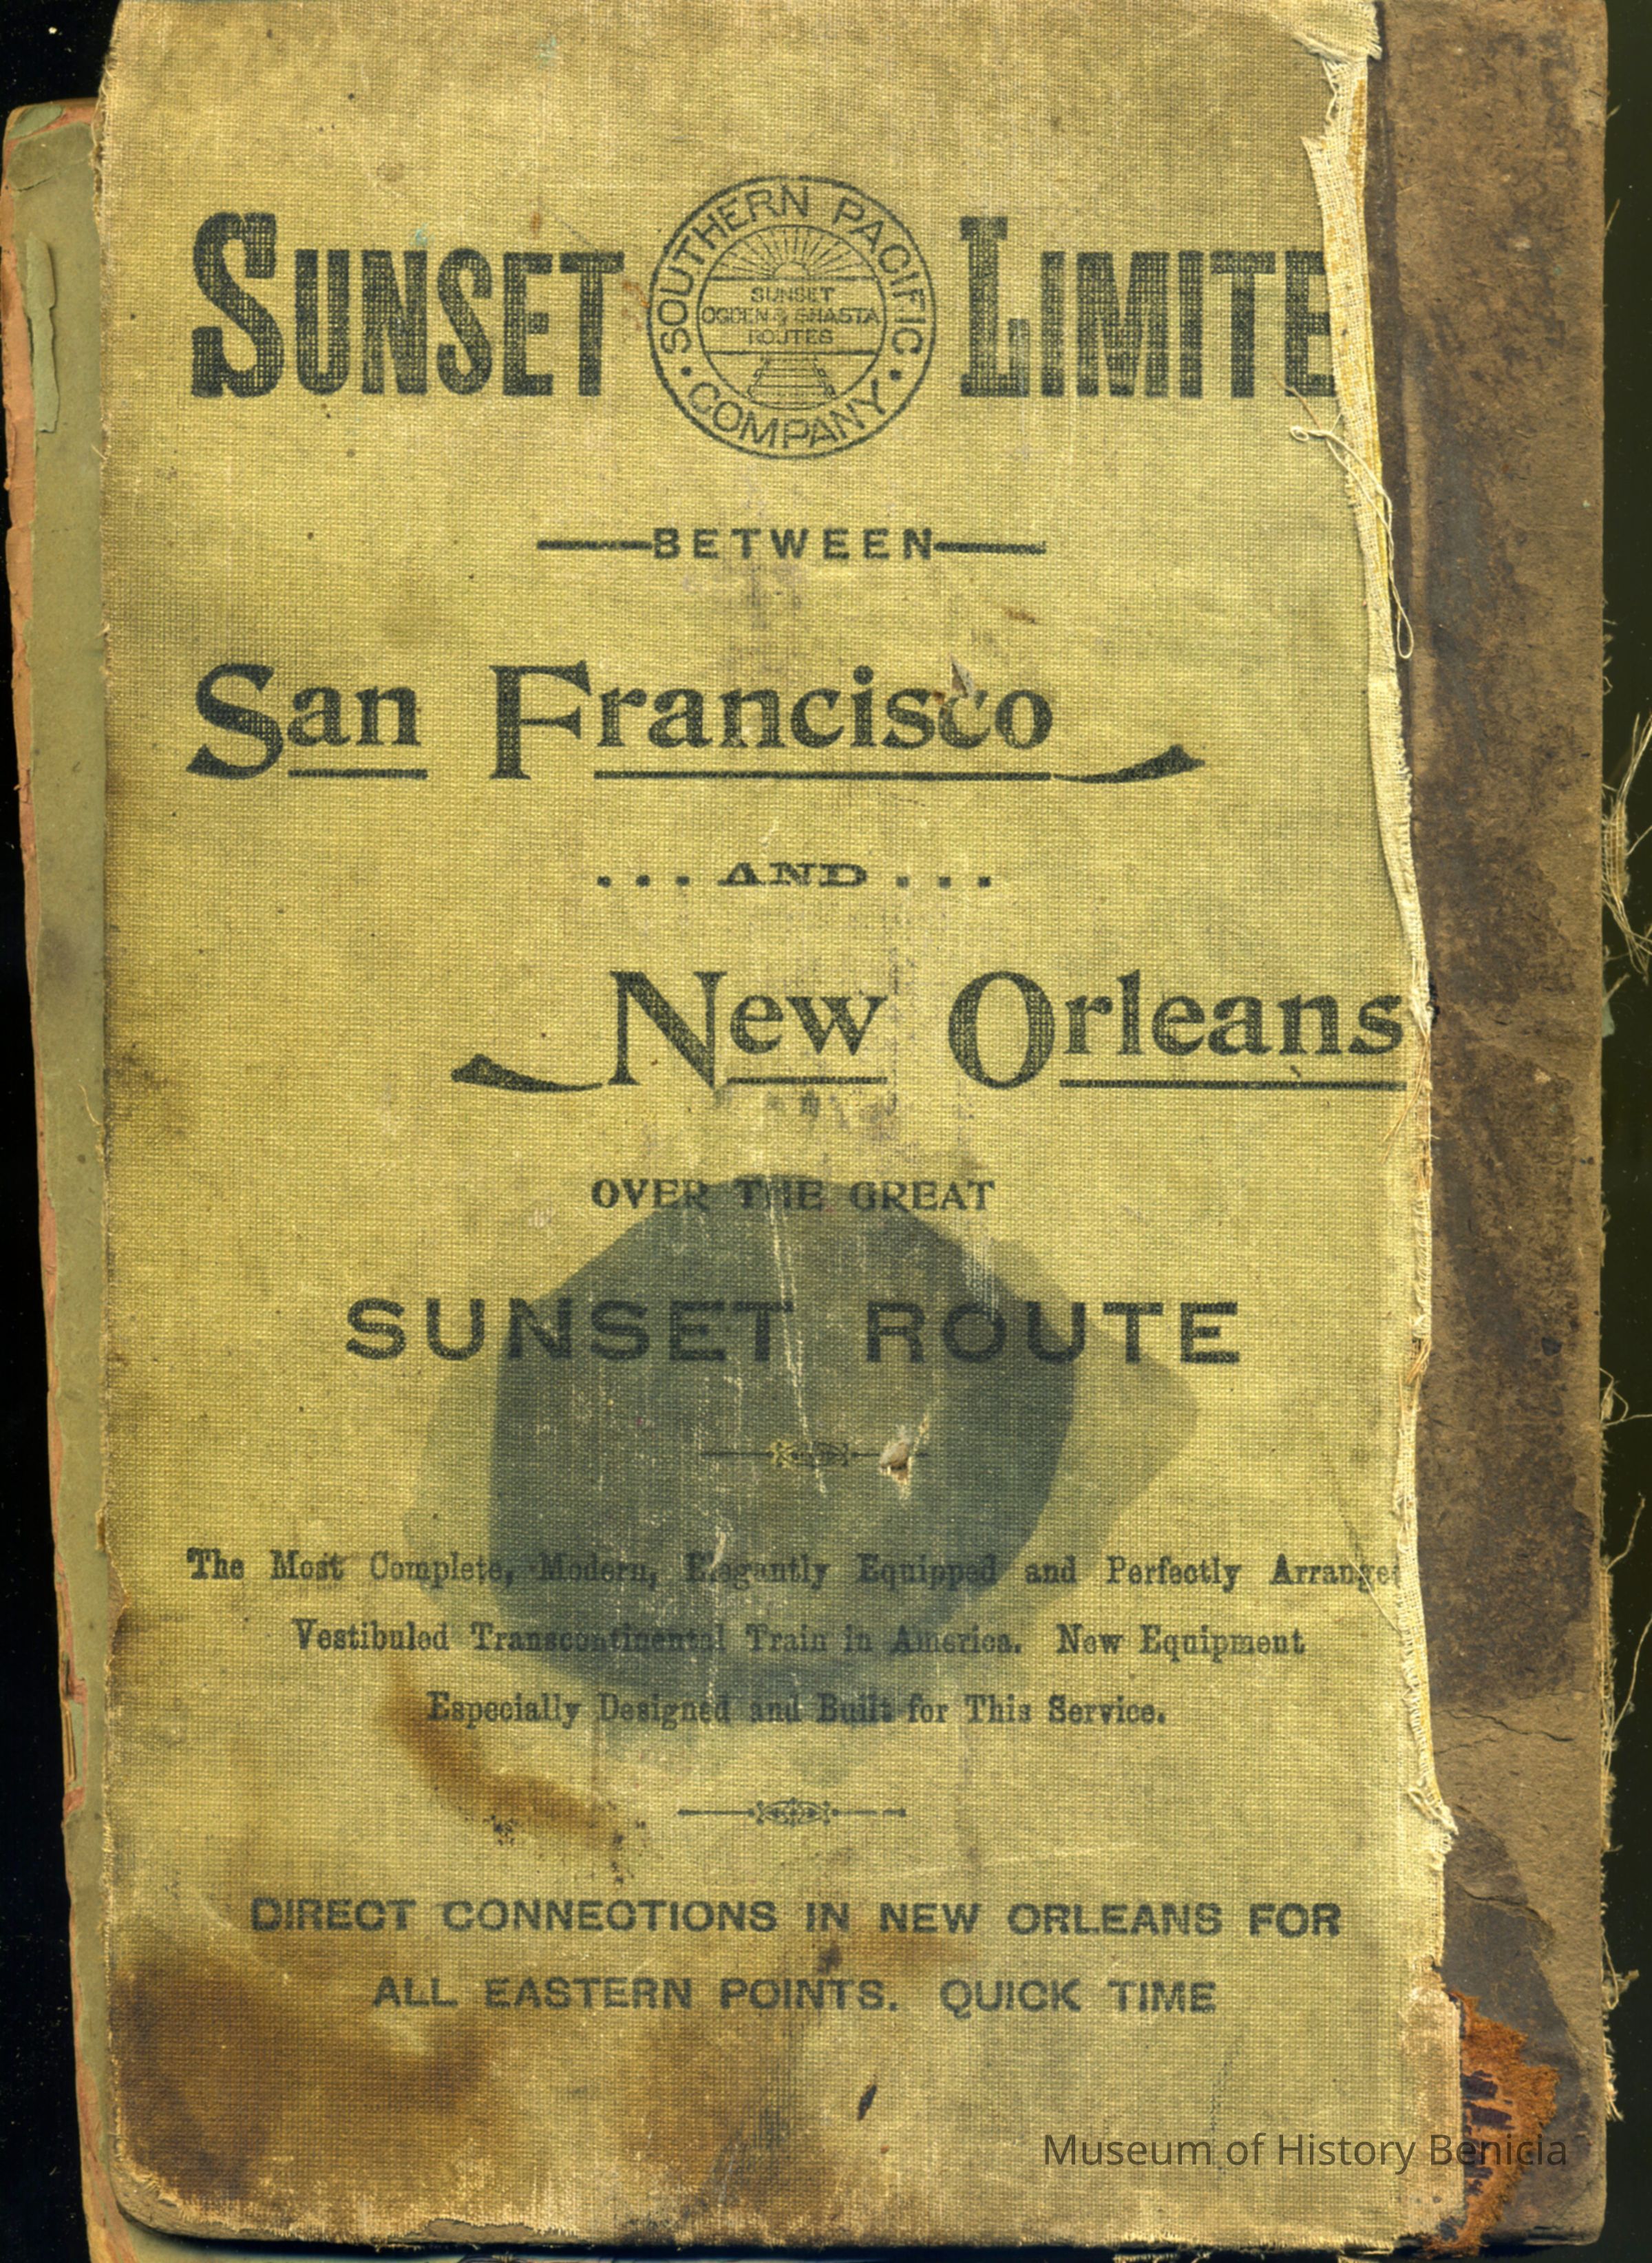 SUNSET LIMITE
SOUTHERN PACIFIC
SUNSET
OGDEN & SHASTA
ROUTES
COMPANY
BETWEEN
San Francisco
... AND ...
New Orleans
OVER THE GREAT
SUNSET ROUTE
The Most Complete, Modern, Elegantly Equipped and Perfectly Arranged
Vestibuled Transcontinental Train in America. New Equipment
Especially Designed and Built for This Service.
DIRECT CONNECTIONS IN NEW ORLEANS FOR
ALL EASTERN POINTS. QUICK TIME
Museum of History Benicia